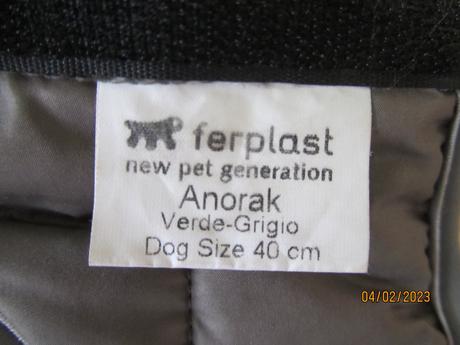 ferplast
new pet generation
Anorak
Verde-Grigio
Dog Size 40 cm
04/02/2023